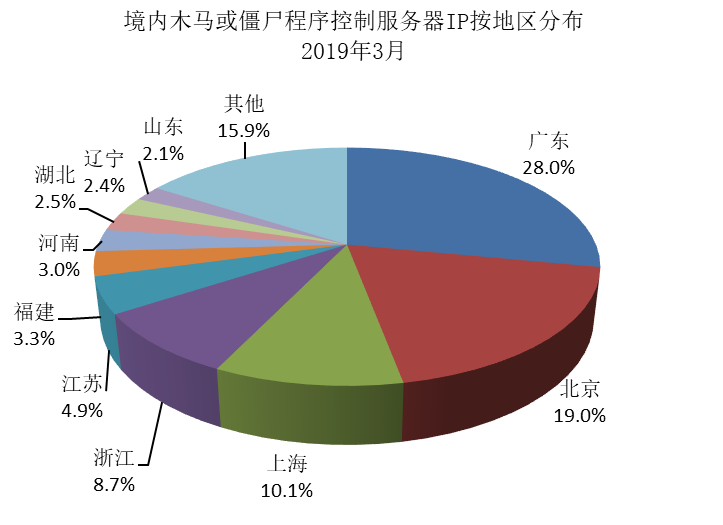 境内木马或僵尸程序控制服务器IP按地区分布
2019年3月
广东
28.0%
北京
19.0%
上海
10.1%
浙江
8.7%
江苏
4.9%
福建
3.3%
河南
3.0%
湖北
2.5%
辽宁
2.4%
山东
2.1%
其他
15.9%